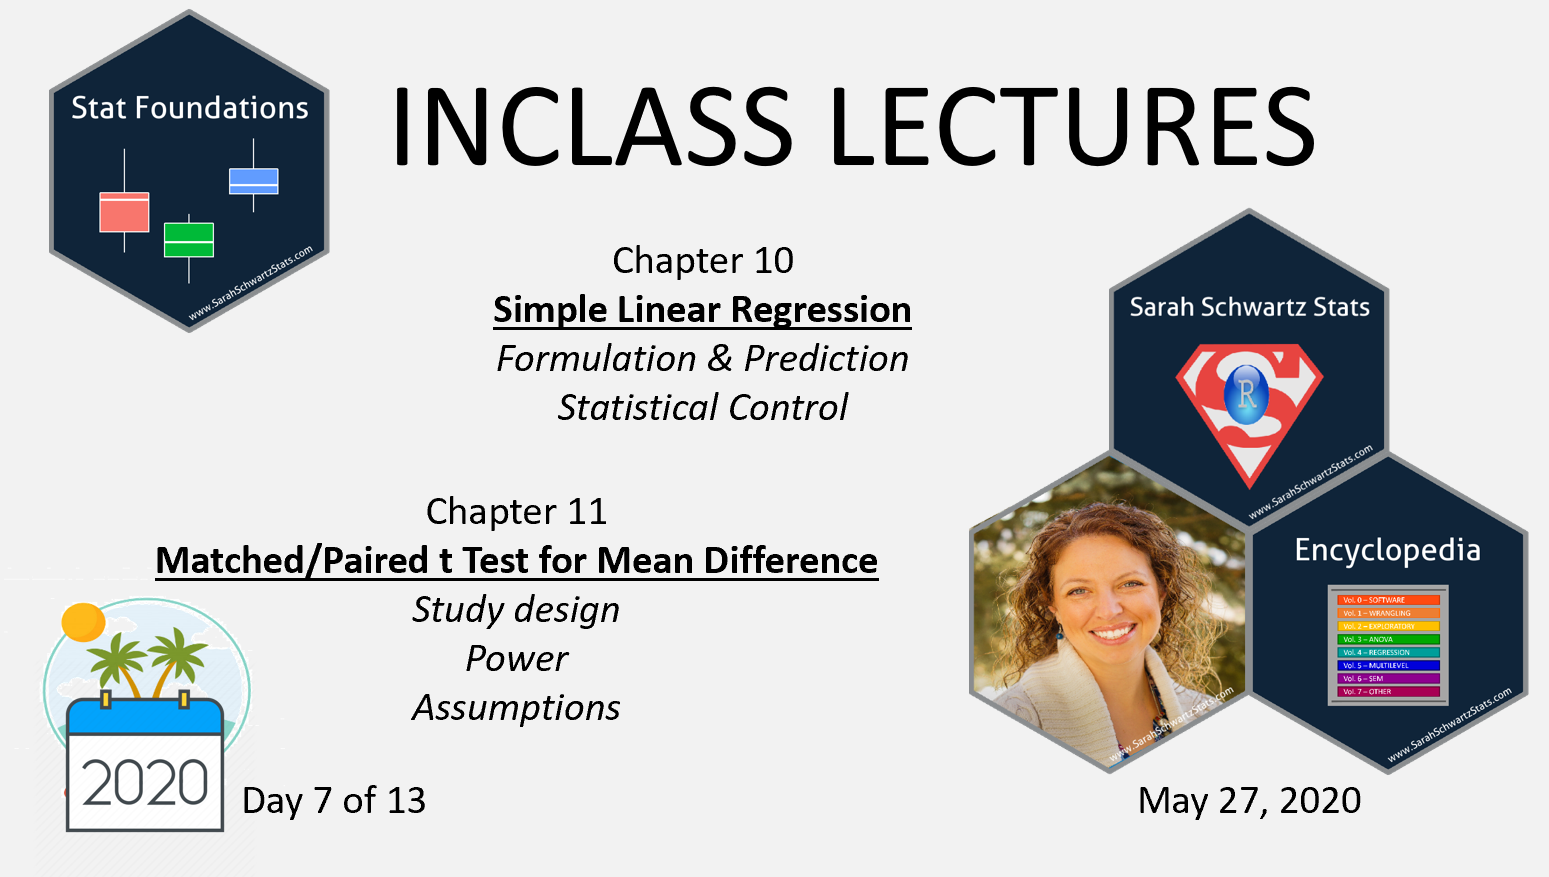 Stat Foundations
www.SarahSchwartzStats.com
INCLASS LECTURES
Chapter 10
Simple Linear Regression
Formulation & Prediction
Statistical Control
Chapter 11
Matched/Paired t Test for Mean Difference
Study design
Power
Assumptions
Sarah Schwartz Stats
R
www.SarahSchwartzStats.com
www.SarahSchwartzStats.com
Encyclopedia
Vol. 0 – SOFTWARE
Vol. 1 – WRANGLING
Vol. 2 – EXPLORATORY
Vol. 3 – ANOVA
Vol. 4 – REGRESSION
Vol. 5 – MULTILEVEL
Vol. 6 – SEM
Vol. 7 – OTHER
www.SarahSchwartzStats.com
2020
Day 7 of 13
May 27, 2020